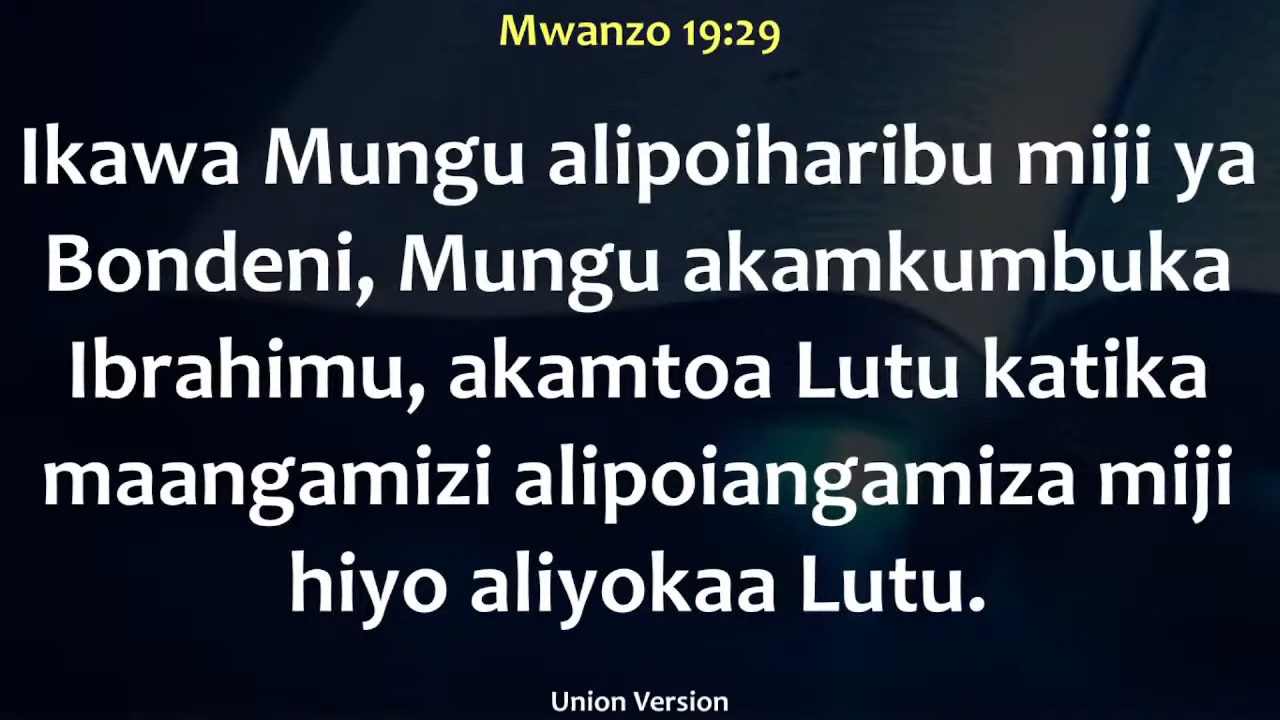 Mwanzo 19:29
Ikawa Mungu alipoiharibu miji ya
Bondeni, Mungu akamkumbuka
Ibrahimu, akamtoa Lutu katika
maangamizi alipoiangamiza miji
hiyo aliyokaa Lutu.
Union Version